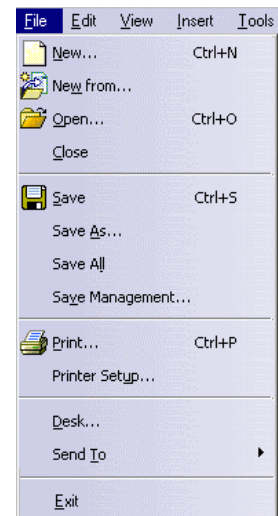 File Edit View Insert Tools
New... Ctrl+N
New from...
Open... Ctrl+O
Close
Save Ctrl+S
Save As...
Save All
Save Management...
Print... Ctrl+P
Printer Setup...
Desk...
Send To
Exit